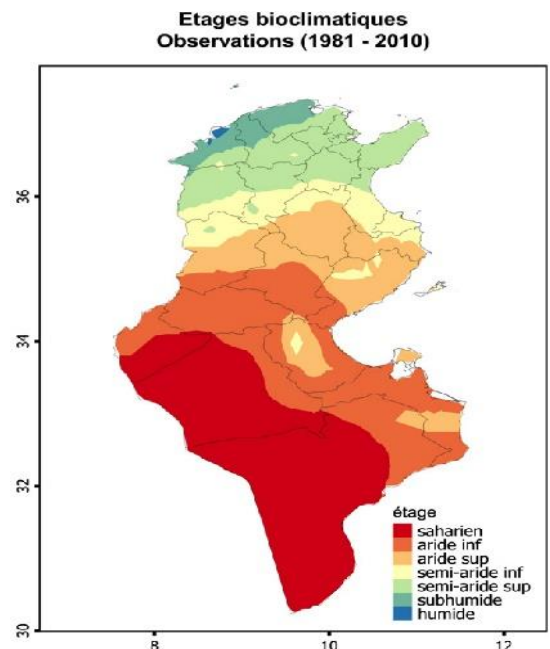 Etages bioclimatiques
Observations (1981 - 2010)
36
34
32
30
8
10
12
étage
saharien
aride inf
aride sup
semi-aride inf
semi-aride sup
subhumide
humide